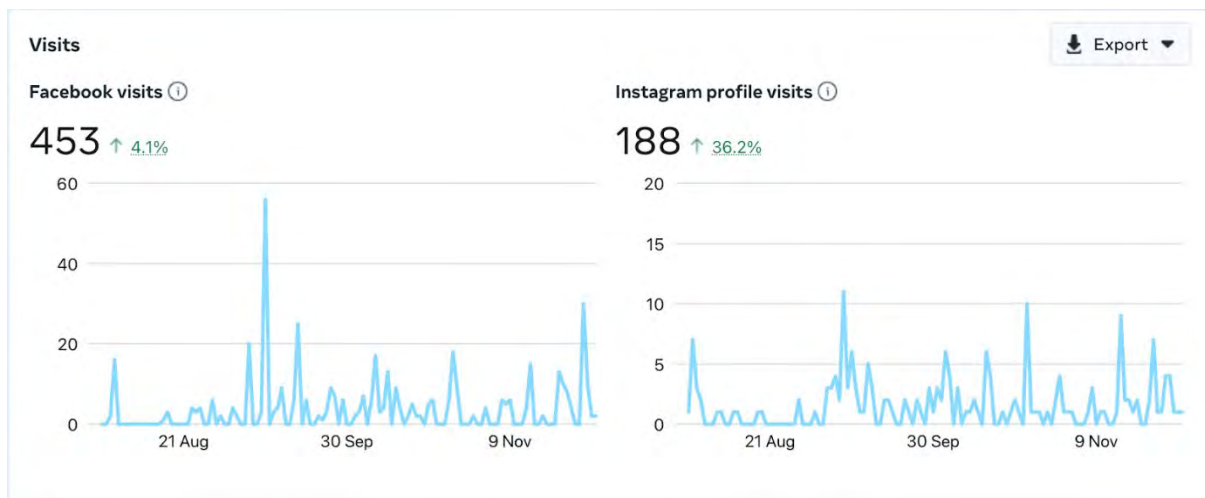 Visits
Export
Facebook visits
Instagram profile visits
453 ↑ 4.1%
188 ↑ 36.2%
60
40
20
0
21 Aug
30 Sep
9 Nov
20
15
10
5
0
21 Aug
30 Sep
9 Nov